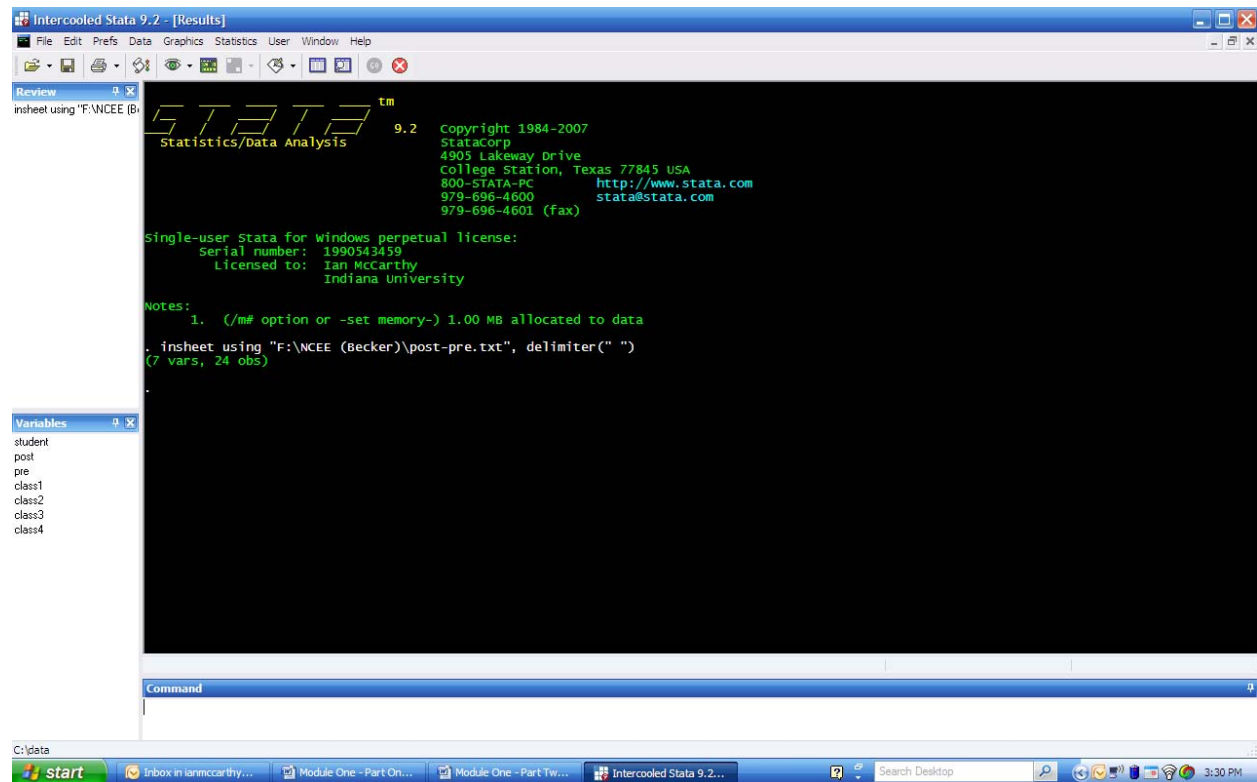 Intercooled Stata 9.2 - [Results]
File Edit Prefs Data Graphics Statistics User Window Help
Review
insheet using "F:\NCEE (B
tm
STATA
9.2 Copyright 1984-2007
Statistics/Data Analysis StataCorp
4905 Lakeway Drive
College Station, Texas 77845 USA
800-STATA-PC http://www.stata.com
979-696-4600 stata@stata.com
979-696-4601 (fax)
Single-user Stata for Windows perpetual license:
Serial number: 1990543459
Licensed to: Ian McCarthy
Indiana University
Notes:
1. (/m# option or -set memory-) 1.00 MB allocated to data
. insheet using "F:\NCEE (Becker)\post-pre.txt", delimiter(" ")
(7 vars, 24 obs)
.
Variables
student
post
pre
class1
class2
class3
class4
Command
C:\data
start Inbox in ianmccarthy... Module One - Part On... Module One - Part Tw... Intercooled Stata 9.2... Search Desktop 3:30 PM